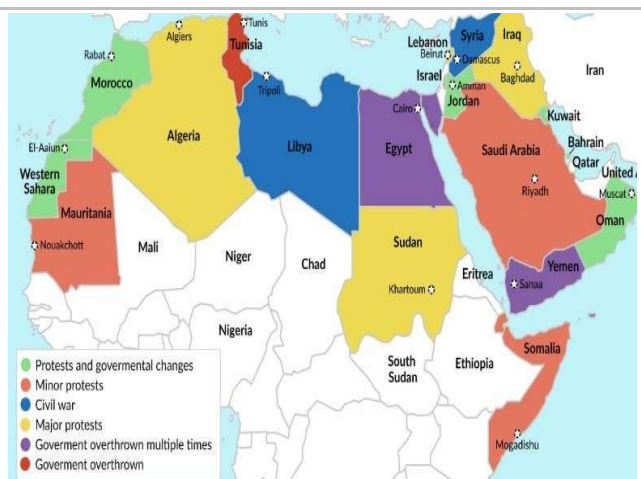 Algiers
Tunis
Tunisia
Rabat
Morocco
Tripoli
Lebanon
Beirut
Syria
Damascus
Iraq
Baghdad
Iran
Israel
Amman
Jordan
Cairo
Kuwait
Bahrain
Qatar
United A
El-Aaiun
Western
Sahara
Algeria
Libya
Egypt
Saudi Arabia
Riyadh
Muscat
Oman
Mauritania
Nouakchott
Mali
Niger
Chad
Sudan
Khartoum
Eritrea
Yemen
Sanaa
Nigeria
South
Sudan
Ethiopia
Somalia
Mogadishu
Protests and govermental changes
Minor protests
Civil war
Major protests
Goverment overthrown multiple times
Goverment overthrown